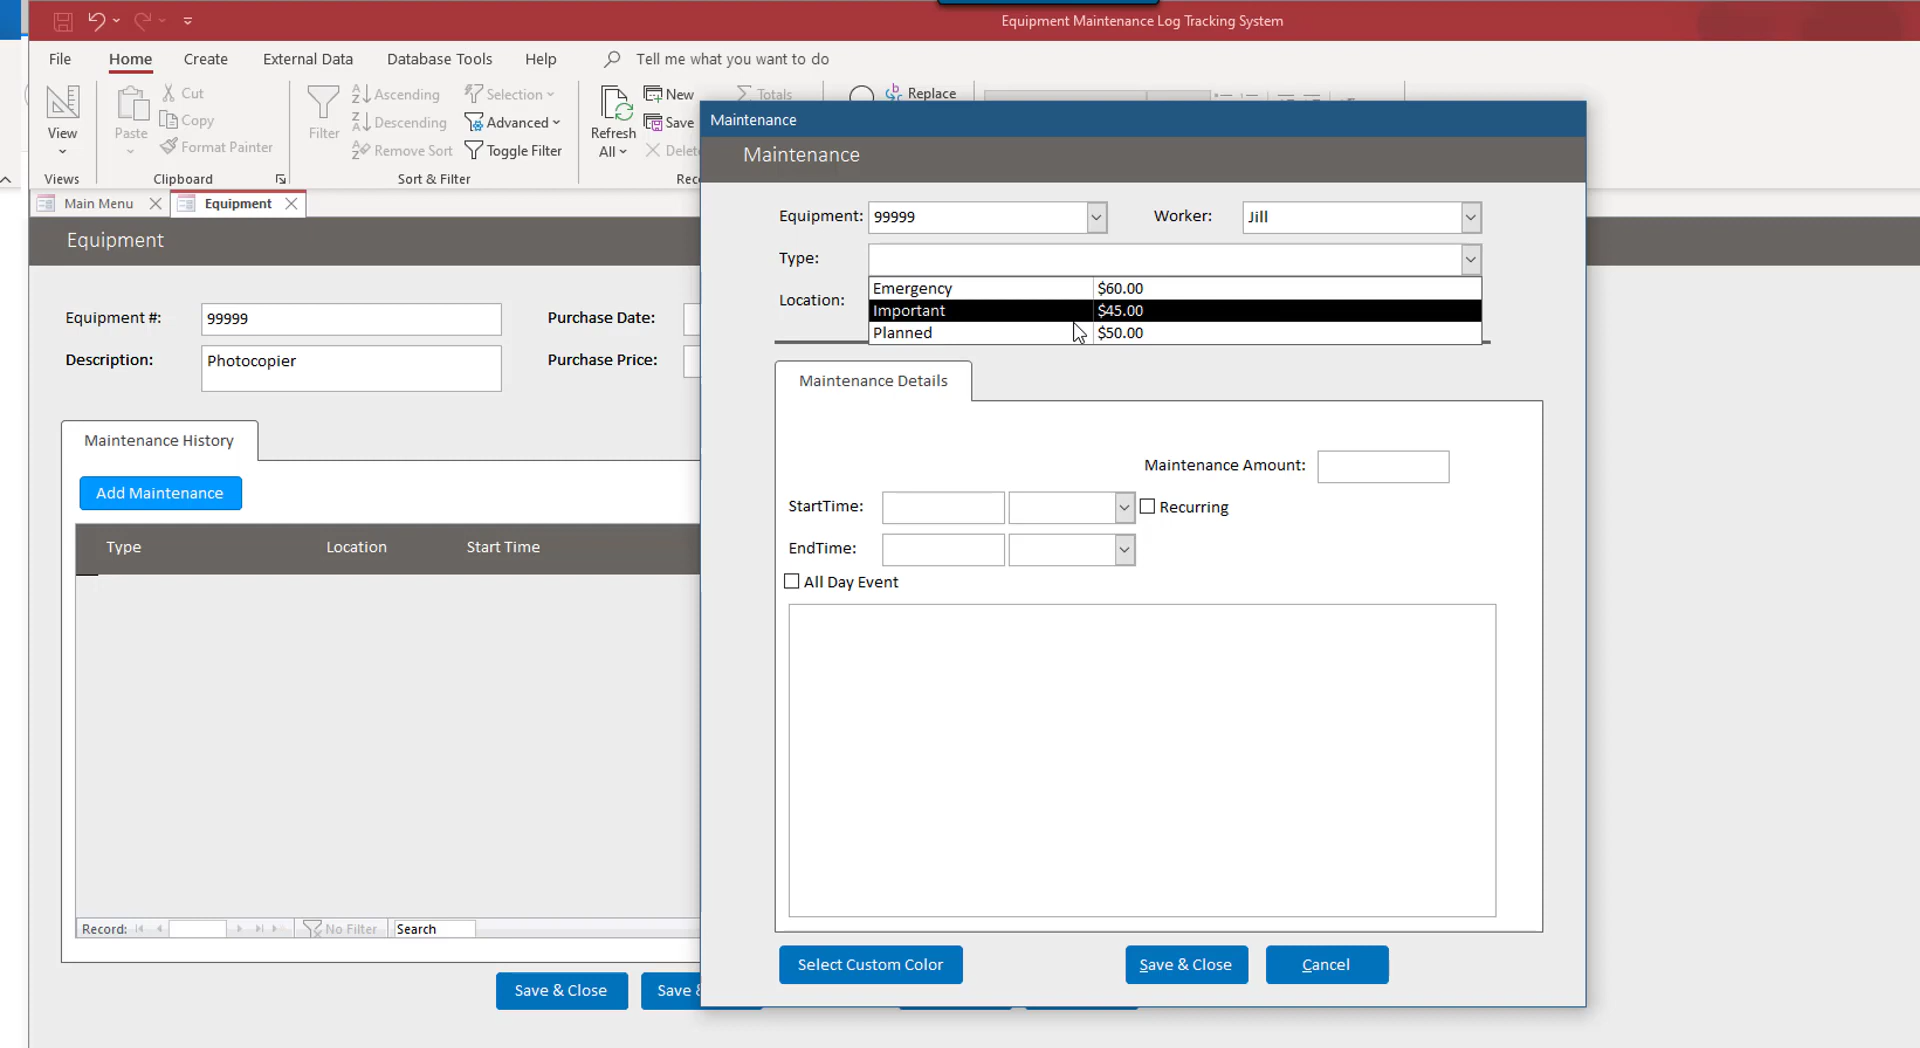 Equipment Maintenance Log Tracking System
File Home Create External Data Database Tools Help Tell me what you want to do
View
Paste
Cut
Copy
Format Painter
Filter
Ascending
Descending
Remove Sort
Selection
Advanced
Toggle Filter
Refresh
All
New
Save
Delet
Totals
Replace
Views Clipboard Sort & Filter Rec
Main Menu Equipment
Equipment
Equipment #: 99999 Purchase Date:
Description: Photocopier Purchase Price:
Maintenance History
Add Maintenance
Type Location Start Time
Record: No Filter Search
Save & Close Save &
Maintenance
Maintenance
Equipment: 99999 Worker: Jill
Type:
Location:
Emergency $60.00
Important $45.00
Planned $50.00
Maintenance Details
Maintenance Amount:
StartTime: Recurring
EndTime:
All Day Event
Select Custom Color Save & Close Cancel